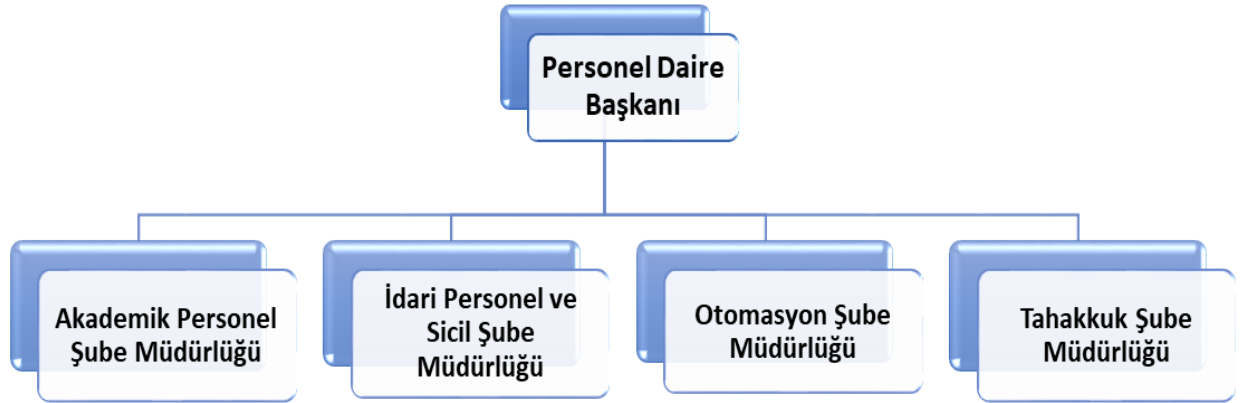 Personel Daire
Başkanı
Akademik Personel
Şube Müdürlüğü
İdari Personel ve
Sicil Şube
Müdürlüğü
Otomasyon Şube
Müdürlüğü
Tahakkuk Şube
Müdürlüğü